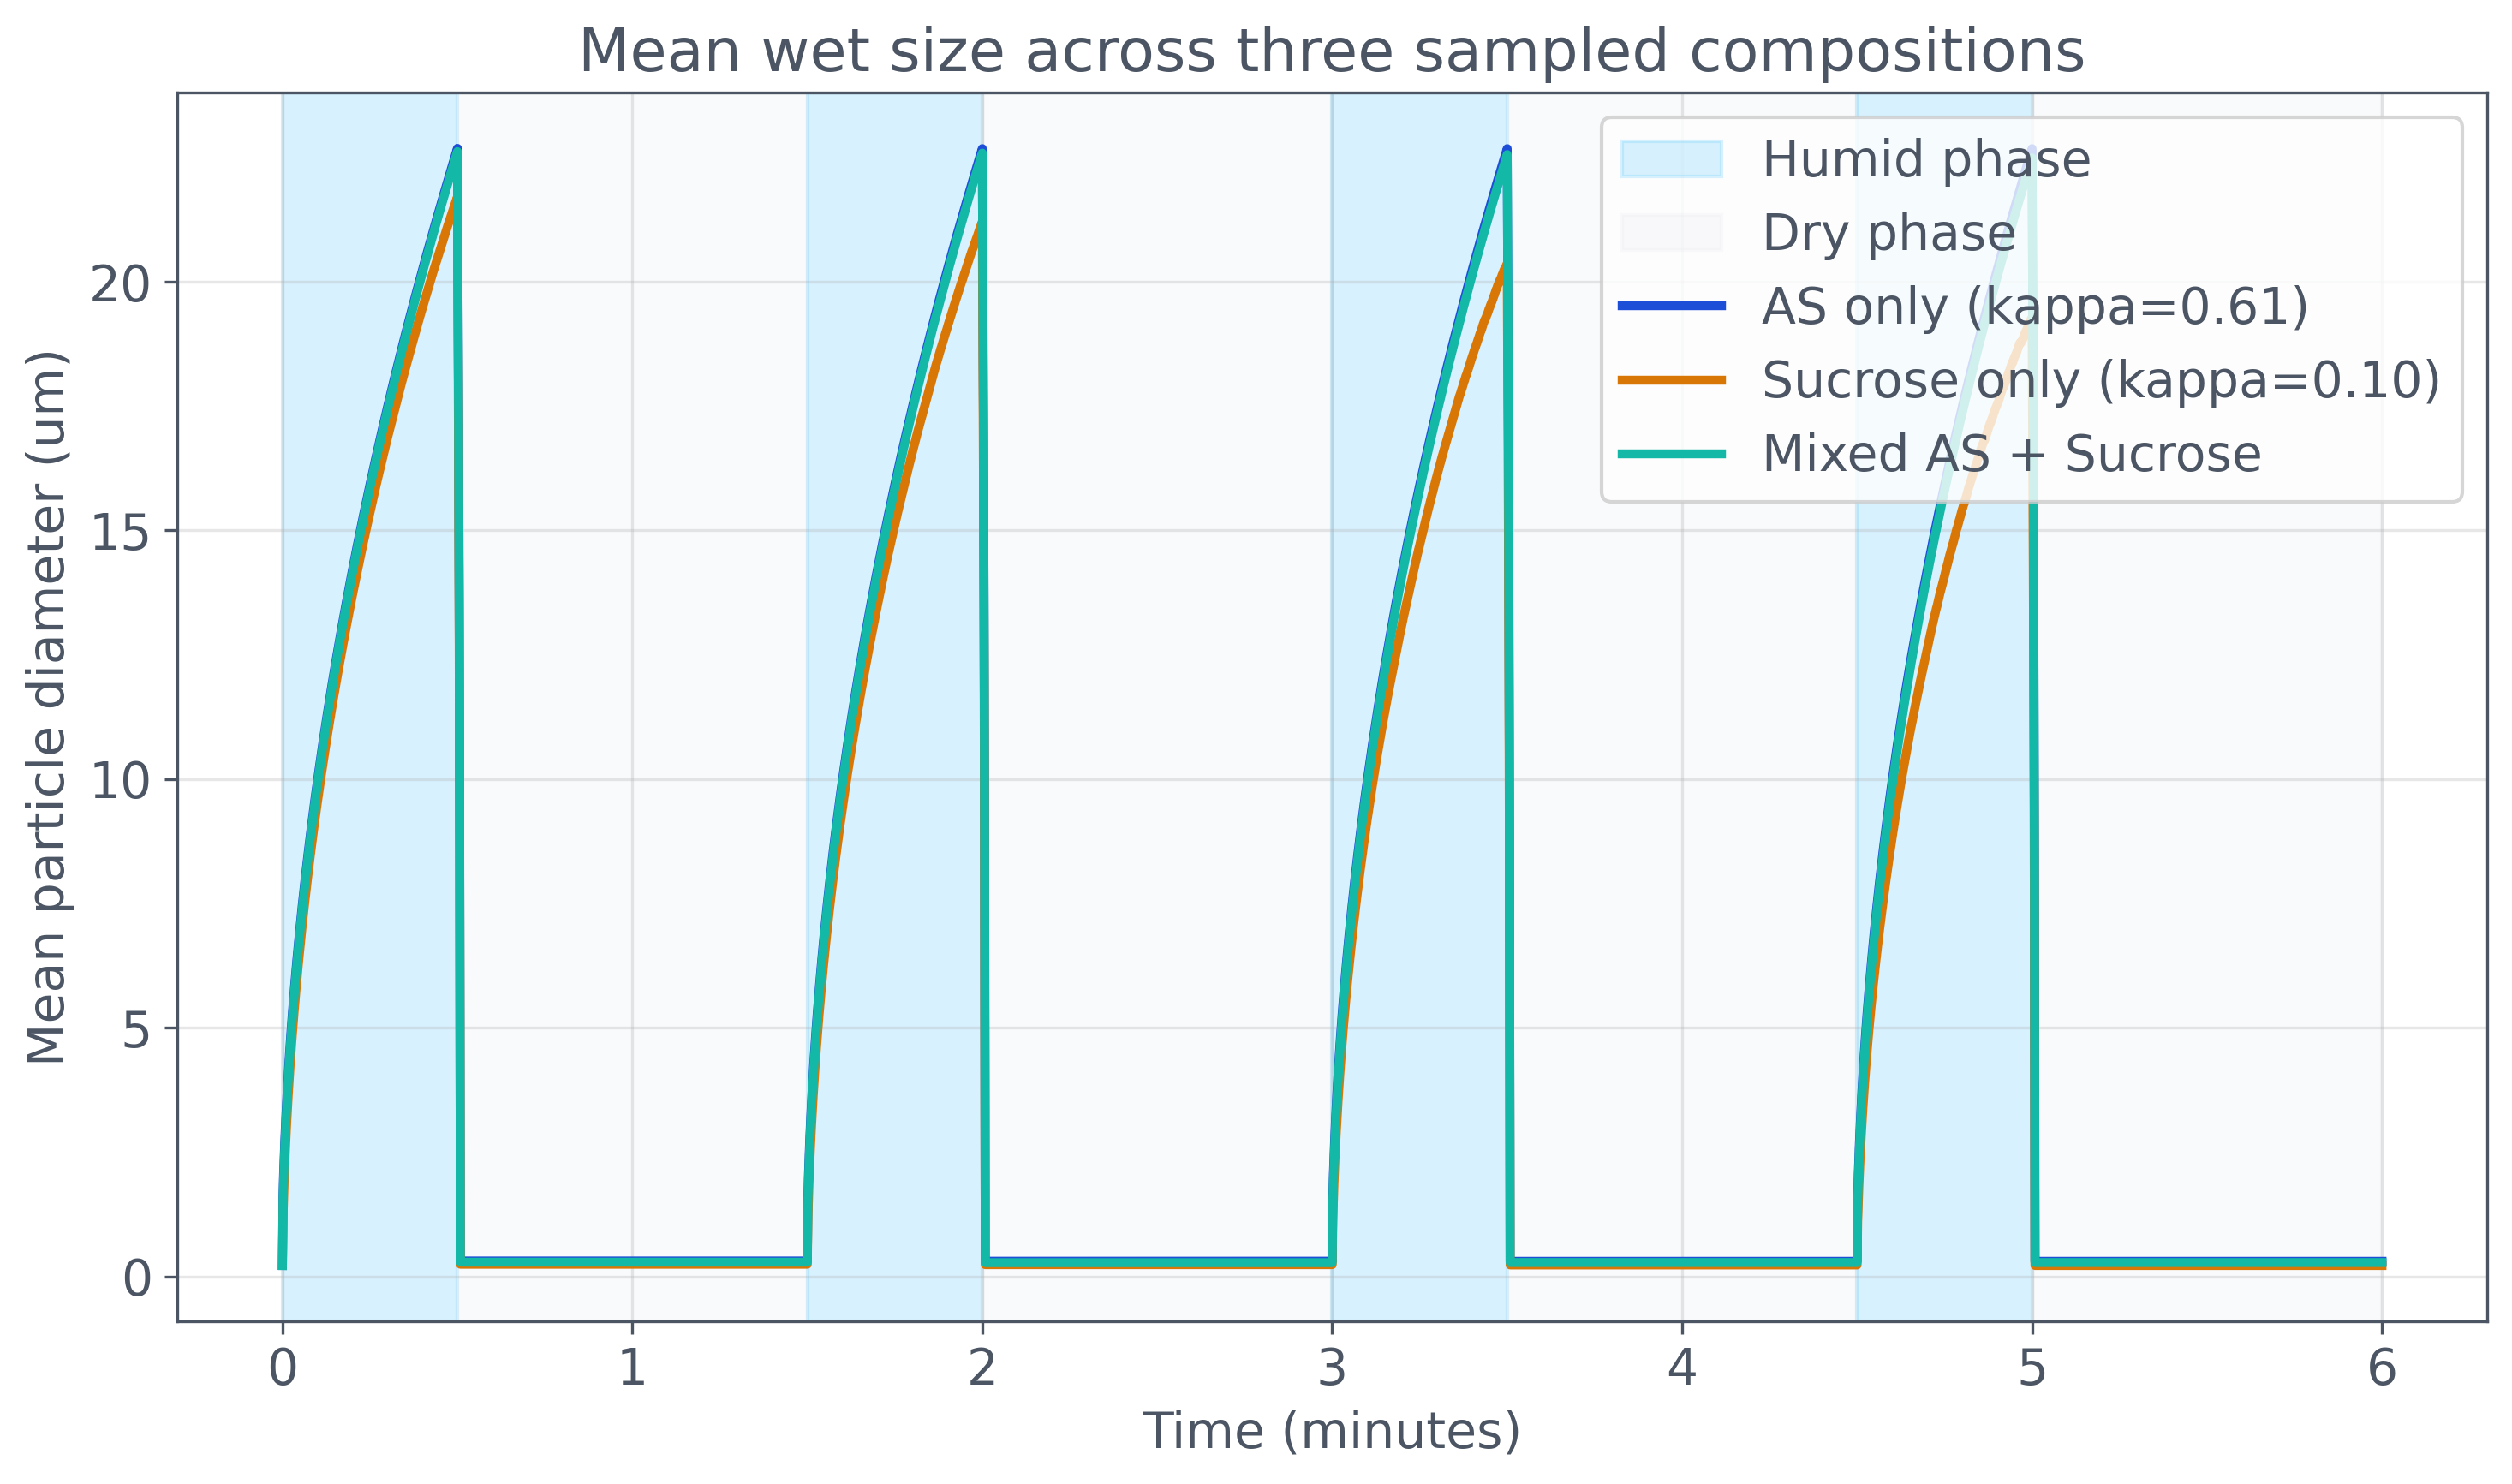 Mean wet size across three sampled compositions
Mean particle diameter (um)
20
15
10
5
0
Humid phase
Dry phase
AS only (kappa=0.61)
Sucrose only (kappa=0.10)
Mixed AS + Sucrose
0 1 2 3 4 5 6
Time (minutes)